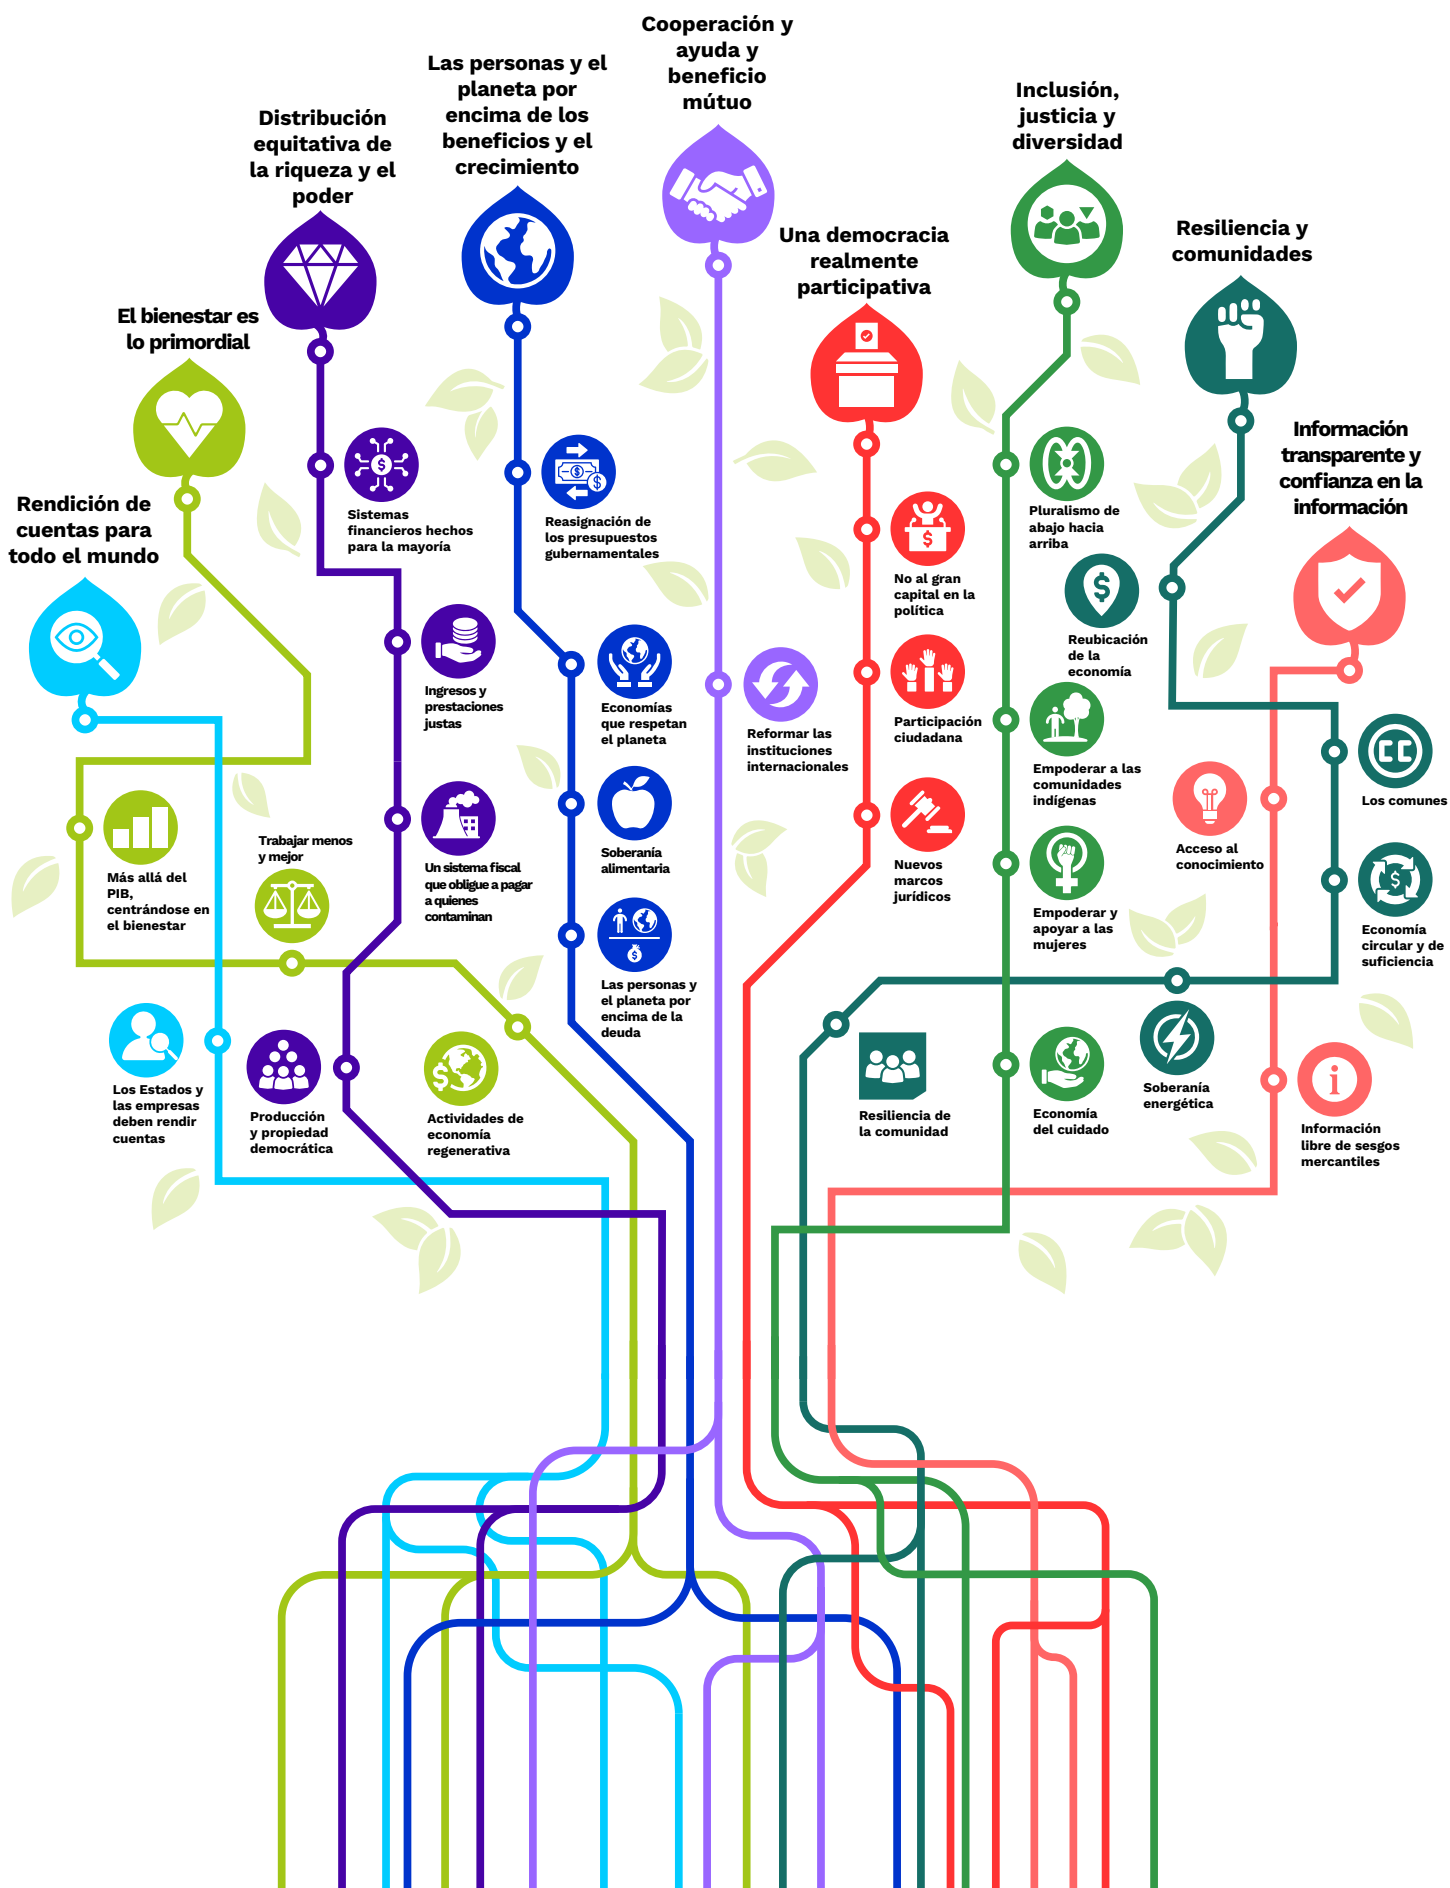 Cooperación y
ayuda y
beneficio
mútuo
Las personas y el
planeta por
encima de los
beneficios y el
crecimiento
Inclusión,
justicia y
diversidad
Distribución
equitativa de
la riqueza y el
poder
Resiliencia y
comunidades
Una democracia
realmente
participativa
El bienestar es
lo primordial
Información
transparente y
confianza en la
información
Rendición de
cuentas para
todo el mundo
Sistemas
financieros hechos
para la mayoría
Reasignación de
los presupuestos
gubernamentales
Pluralismo de
abajo hacia
arriba
No al gran
capital en la
política
Reubicación
de la
economía
Ingresos y
prestaciones
justas
Economías
que respetan
el planeta
Reformar las
instituciones
internacionales
Participación
ciudadana
Empoderar a las
comunidades
indígenas
Los comunes
Acceso al
conocimiento
Trabajar menos
y mejor
Un sistema fiscal
que obligue a pagar
a quienes
contaminan
Soberanía
alimentaria
Nuevos
marcos
jurídicos
Más allá del
PIB,
centrándose en
el bienestar
Empoderar y
apoyar a las
mujeres
Economía
circular y de
suficiencia
Las personas y
el planeta por
encima de la
deuda
Los Estados y
las empresas
deben rendir
cuentas
Producción
y propiedad
democrática
Actividades de
economía
regenerativa
Resiliencia de
la comunidad
Economía
del cuidado
Soberanía
energética
Información
libre de sesgos
mercantiles